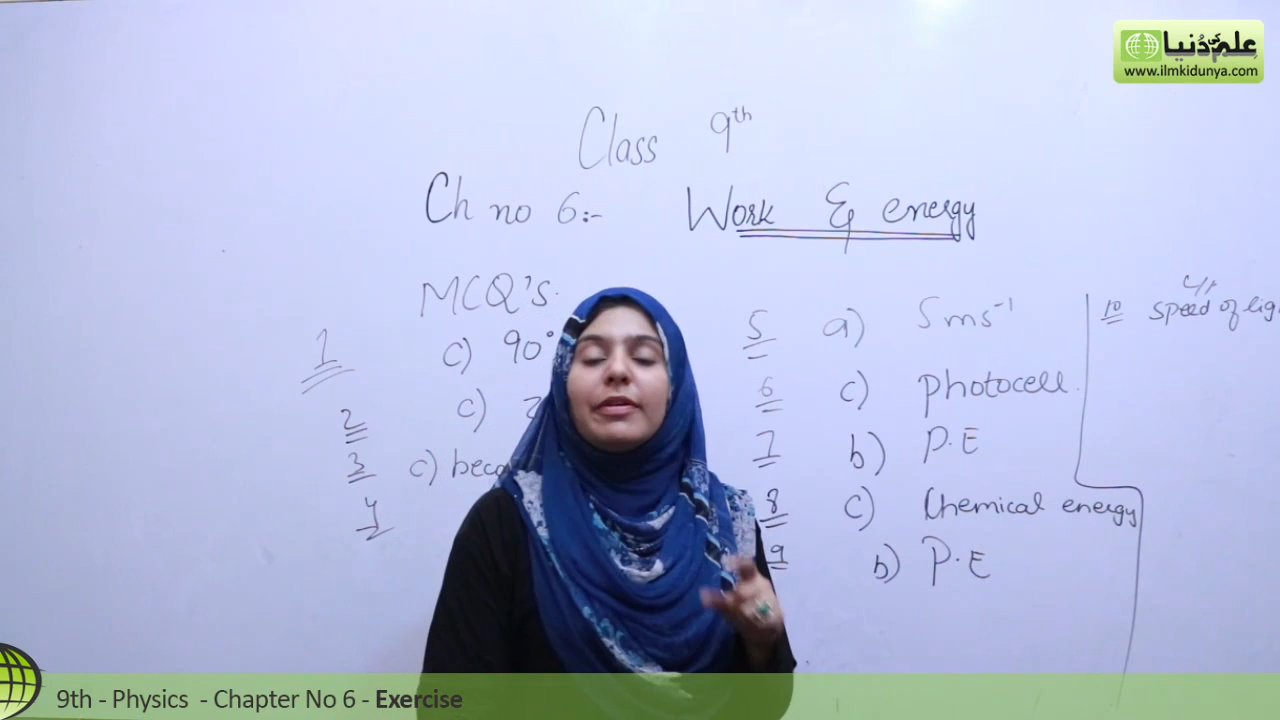 علم کی دنیا
www.ilmkidunya.com
Class 9th
Ch no 6:- Work & energy
MCQ's.
1 c) 90°
2 c)
3 c)
4
5 a) 5ms⁻¹
6 c) photocell.
7 b) P.E
8 c) Chemical energy
9 b) P.E
10 speed of lig
9th - Physics - Chapter No 6 - Exercise